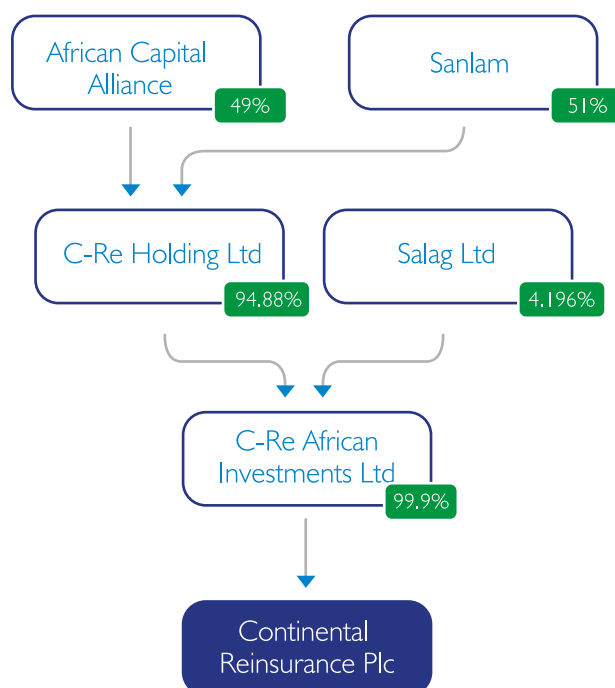 African Capital
Alliance
49%
Sanlam
51%
C-Re Holding Ltd
94.88%
Salag Ltd
4.196%
C-Re African
Investments Ltd
99.9%
Continental
Reinsurance Plc